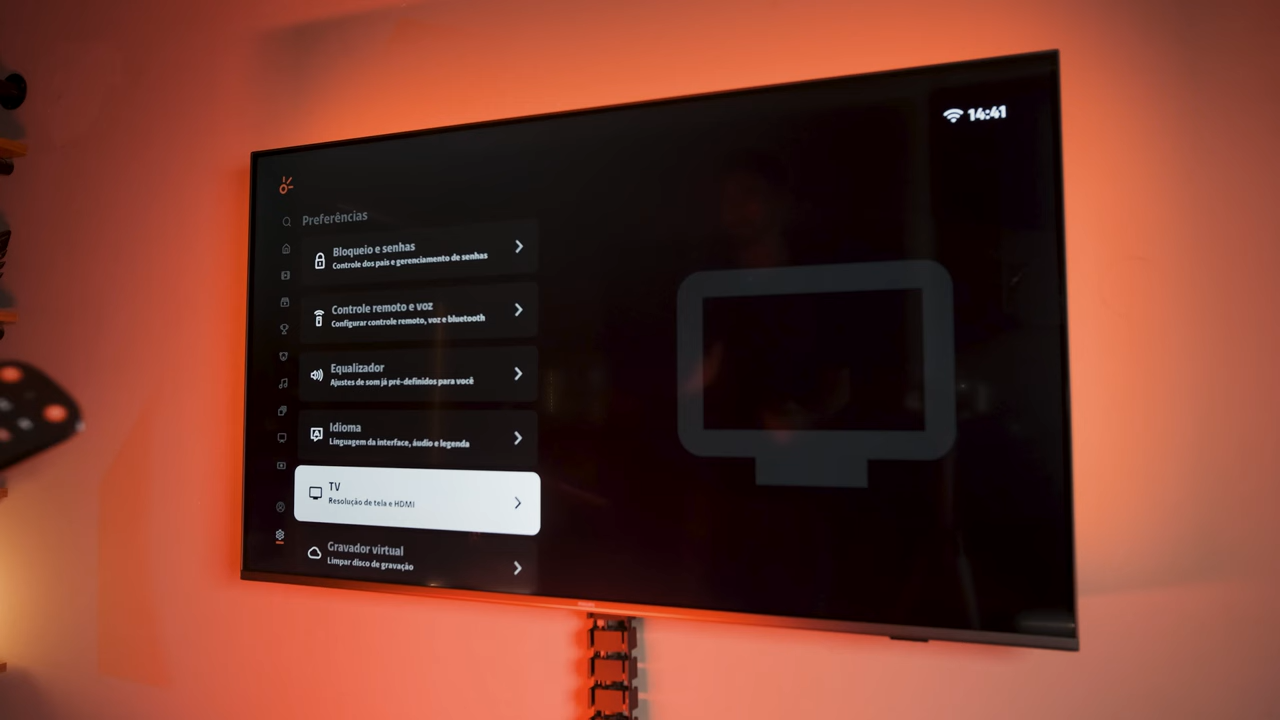 14:41
Preferências
Bloqueio e senhas
Controle dos pais e gerenciamento de senhas
Controle remoto e voz
Configurar controle remoto, voz e bluetooth
Equalizador
Ajustes de som já pré-definidos para você
Idioma
Linguagem da interface, áudio e legenda
TV
Resolução de tela e HDMI
Gravador virtual
Limpar disco de gravação